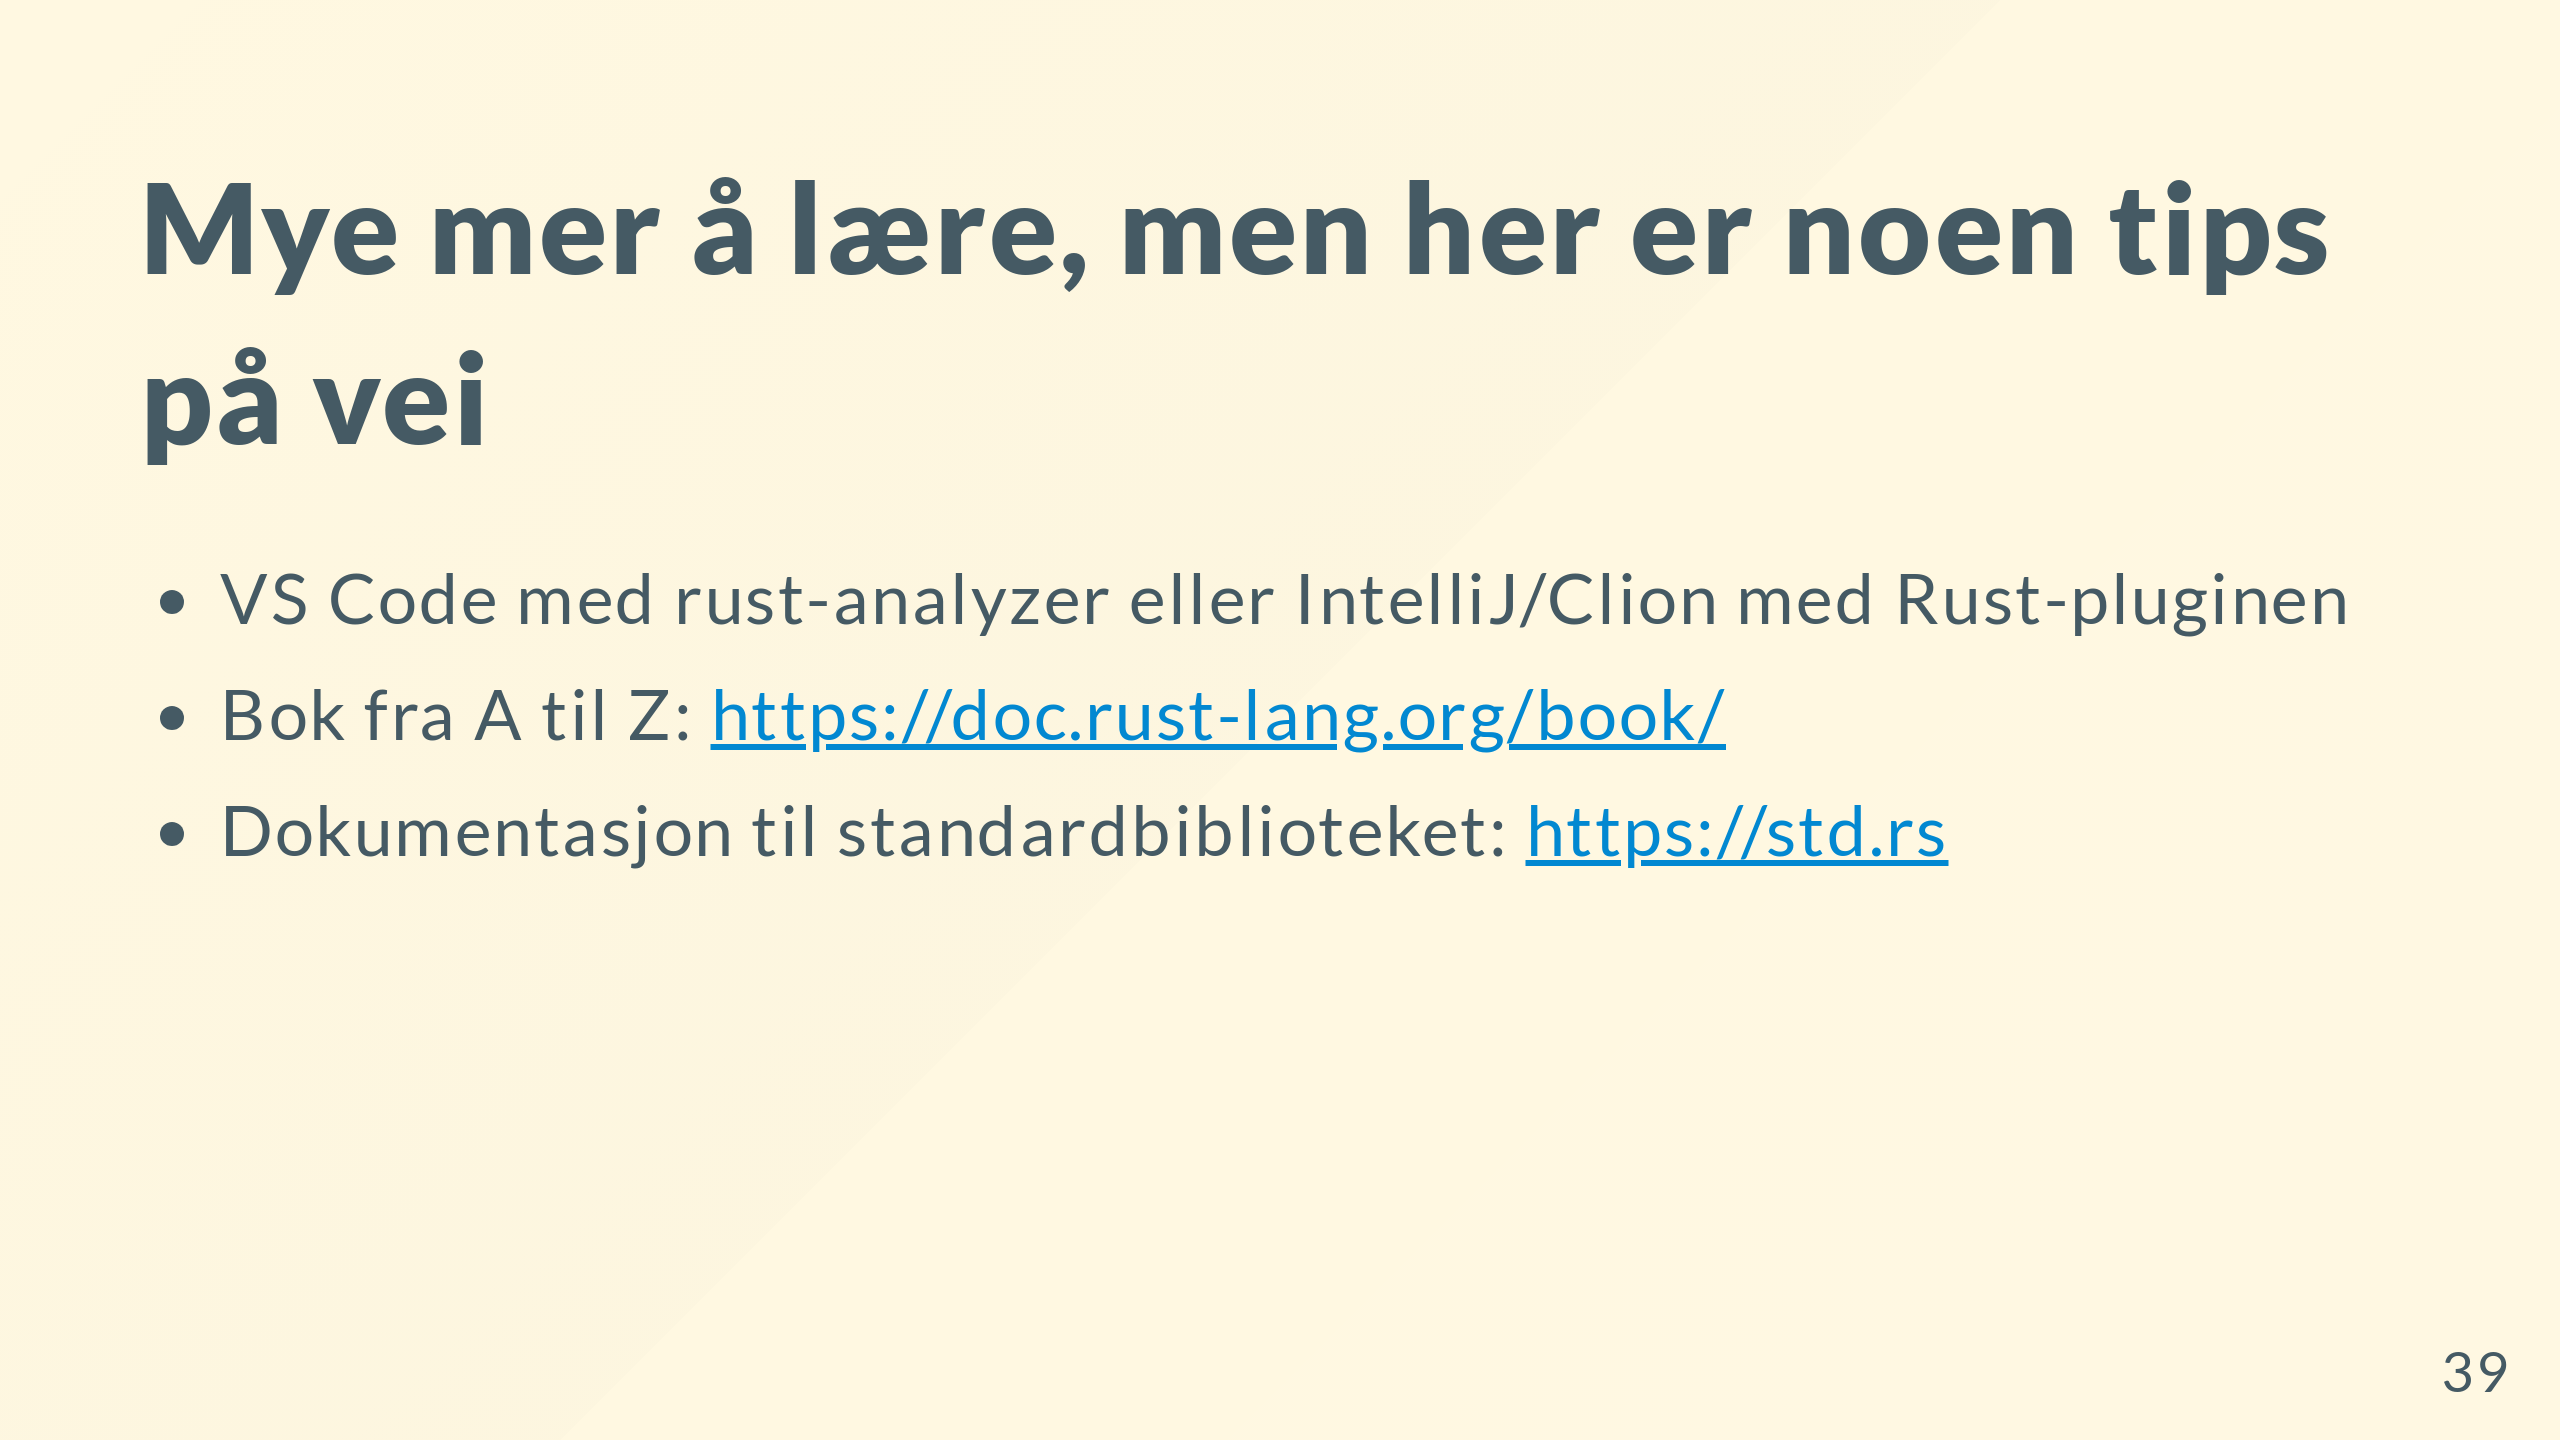 Mye mer å lære, men her er noen tips
på vei
• VS Code med rust-analyzer eller IntelliJ/Clion med Rust-pluginen
• Bok fra A til Z: https://doc.rust-lang.org/book/
• Dokumentasjon til standardbiblioteket: https://std.rs
39